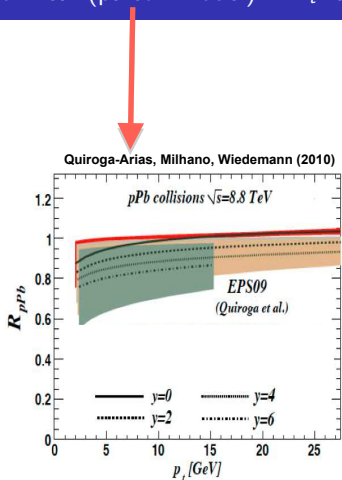 Quiroga-Arias, Milhano, Wiedemann (2010)
pPb collisions √s=8.8 TeV
EPS09
(Quiroga et al.)
R_pPb
1.2
1
0.8
0.6
0.4
0.2
0
y=0
y=4
y=2
y=6
0 5 10 15 20 25
p_t [GeV]